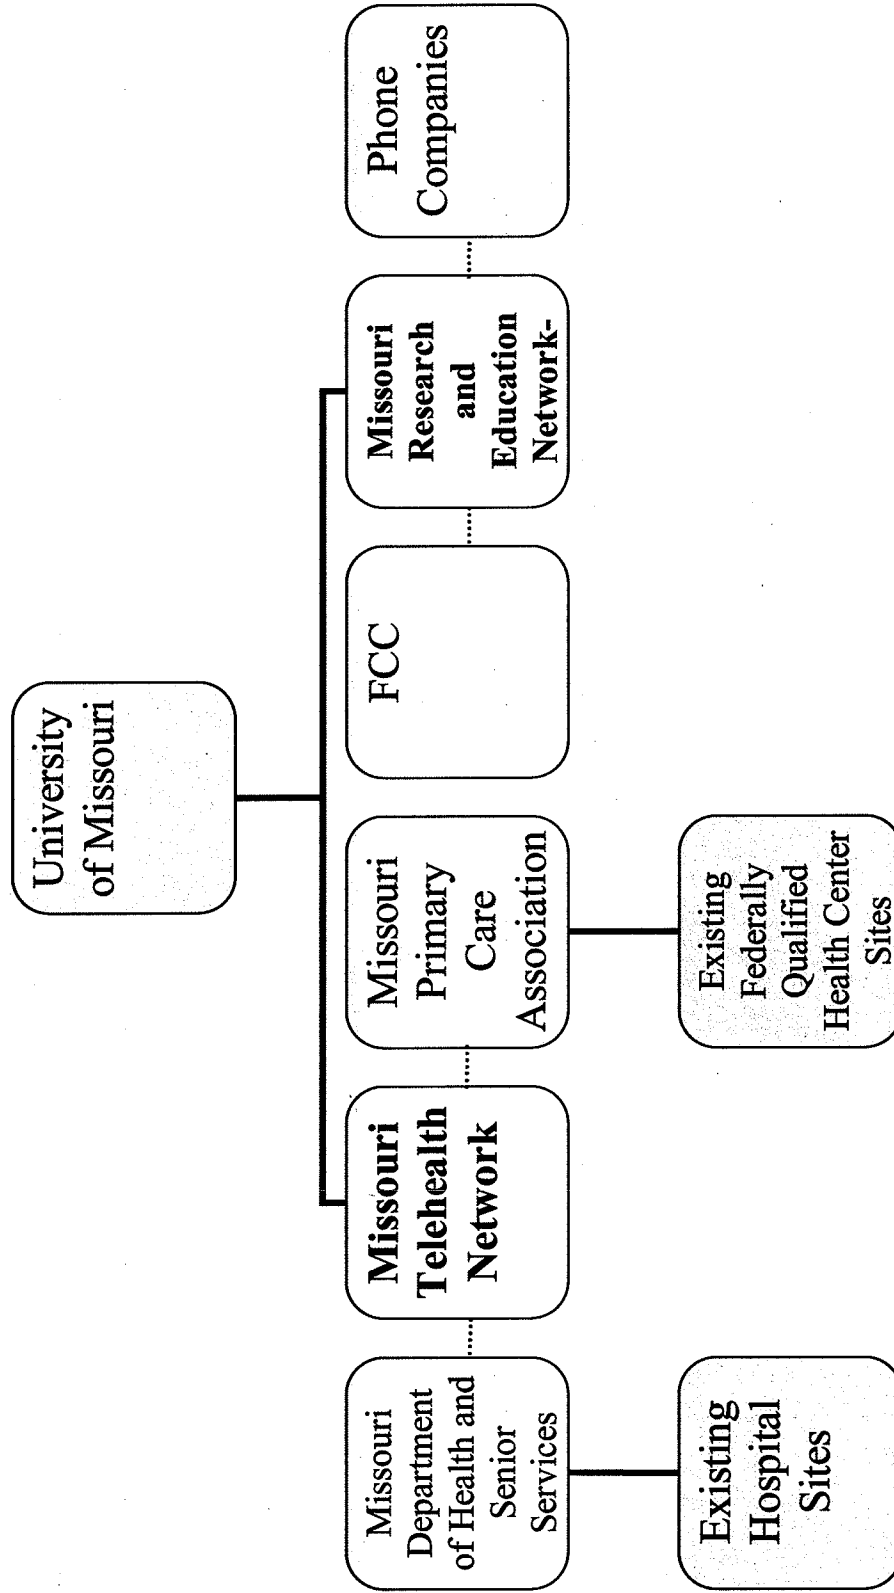 University
of Missouri
Missouri
Department
of Health and
Senior
Services
Missouri
Telehealth
Network
Missouri
Primary
Care
Association
FCC
Missouri
Research
and
Education
Network-
Phone
Companies
Existing
Hospital
Sites
Existing
Federally
Qualified
Health Center
Sites